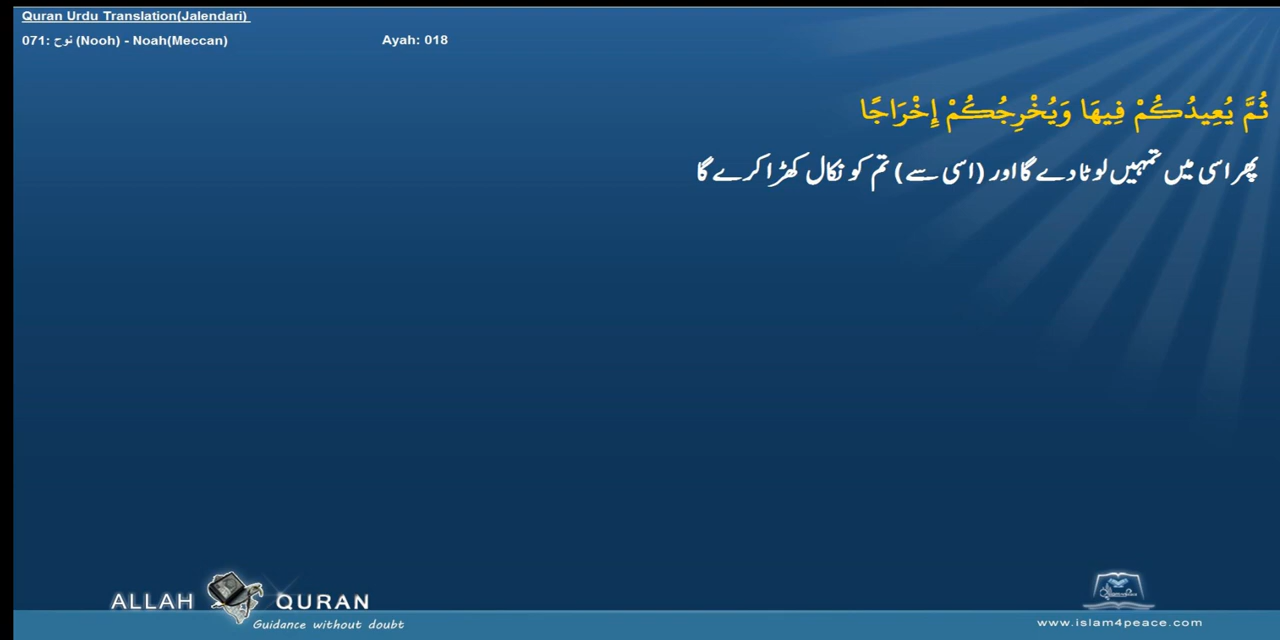 Quran Urdu Translation(Jalendari)
071: نوح (Nooh) - Noah(Meccan) Ayah: 018
ثُمَّ يُعِيدُكُمْ فِيهَا وَيُخْرِجُكُمْ إِخْرَاجًا
پھر اسی میں تمہیں لوٹا دے گا اور (اسی سے) تم کو نکال کھڑا کرے گا
ALLAH QURAN
Guidance without doubt
www.islam4peace.com